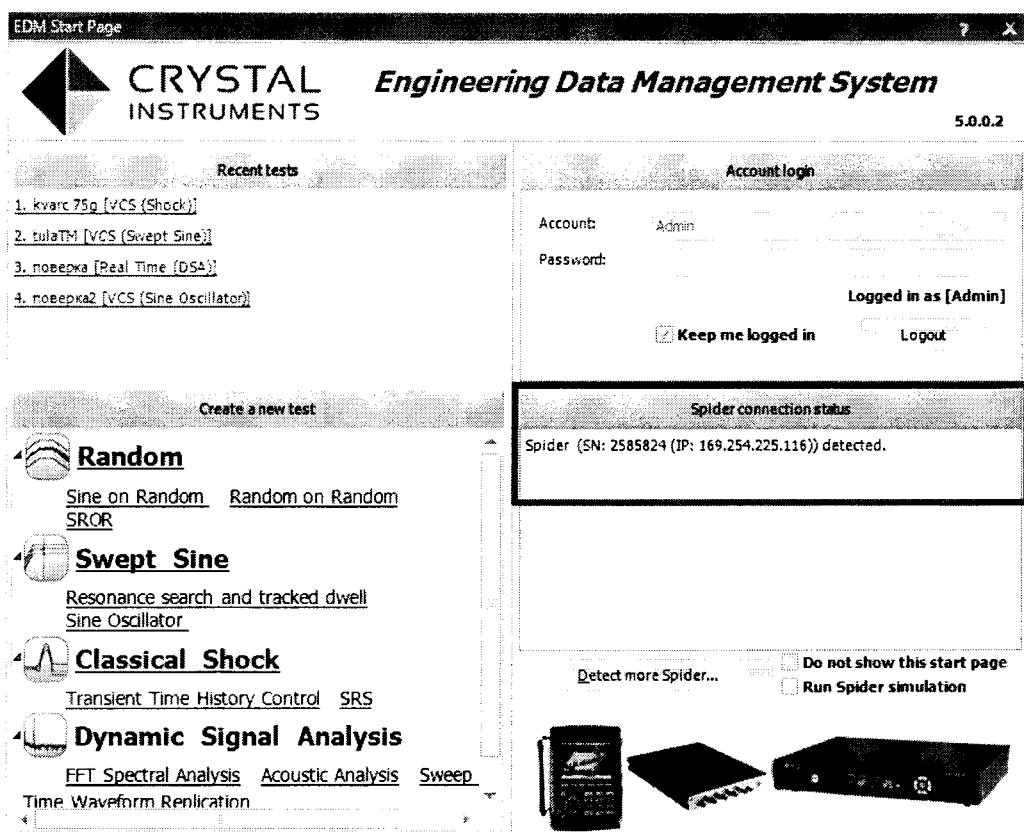 EDM Start Page ? X
CRYSTAL
INSTRUMENTS
Engineering Data Management System
5.0.0.2
Recent tests
1. kvarc 75g [VCS (Shock)]
2. tulaTM [VCS (Swept Sine)]
3. поверка [Real Time (DSA)]
4. поверка2 [VCS (Sine Oscillator)]
Create a new test
Random
Sine on Random Random on Random
SROR
Swept Sine
Resonance search and tracked dwell
Sine Oscillator
Classical Shock
Transient Time History Control SRS
Dynamic Signal Analysis
FFT Spectral Analysis Acoustic Analysis Sweep
Time Waveform Replication
Account login
Account: Admin
Password:
Logged in as [Admin]
Keep me logged in Logout
Spider connection status
Spider (SN: 2585824 (IP: 169.254.225.116)) detected.
Detect more Spider...
Do not show this start page
Run Spider simulation